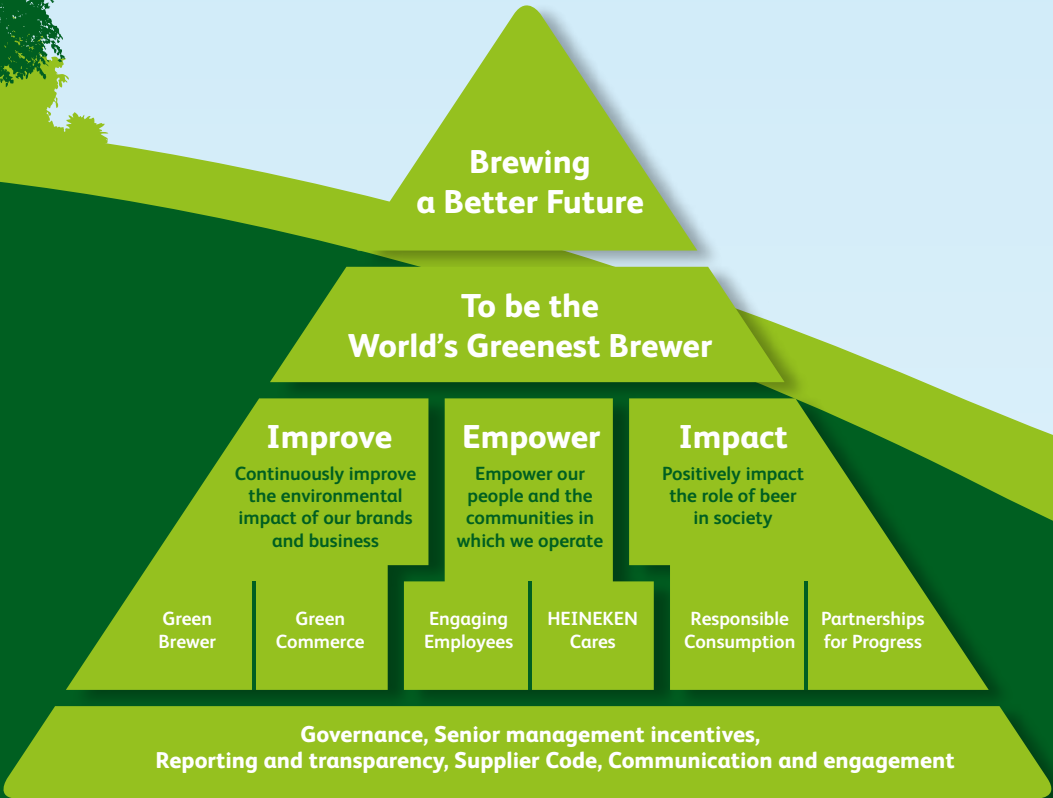 Brewing
a Better Future
To be the
World's Greenest Brewer
Improve
Continuously improve
the environmental
impact of our brands
and business
Empower
Empower our
people and the
communities in
which we operate
Impact
Positively impact
the role of beer
in society
Green
Brewer
Green
Commerce
Engaging
Employees
HEINEKEN
Cares
Responsible
Consumption
Partnerships
for Progress
Governance, Senior management incentives,
Reporting and transparency, Supplier Code, Communication and engagement